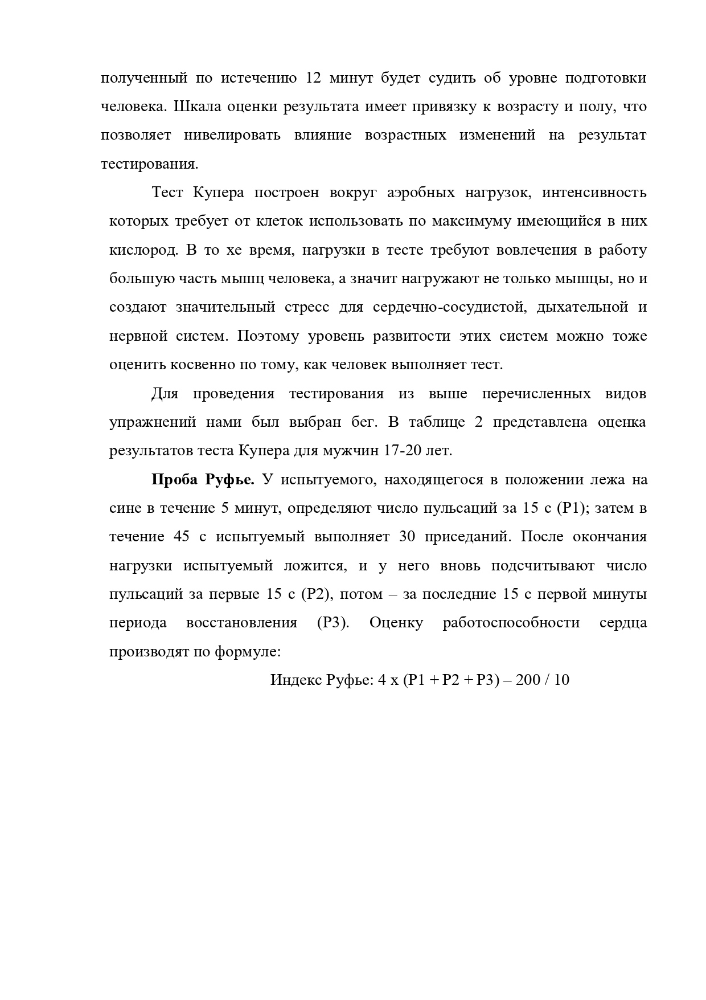 полученный по истечению 12 минут будет судить об уровне подготовки
человека. Шкала оценки результата имеет привязку к возрасту и полу, что
позволяет нивелировать влияние возрастных изменений на результат
тестирования.
Тест Купера построен вокруг аэробных нагрузок, интенсивность
которых требует от клеток использовать по максимуму имеющийся в них
кислород. В то хе время, нагрузки в тесте требуют вовлечения в работу
большую часть мышц человека, а значит нагружают не только мышцы, но и
создают значительный стресс для сердечно-сосудистой, дыхательной и
нервной систем. Поэтому уровень развитости этих систем можно тоже
оценить косвенно по тому, как человек выполняет тест.
Для проведения тестирования из выше перечисленных видов
упражнений нами был выбран бег. В таблице 2 представлена оценка
результатов теста Купера для мужчин 17-20 лет.
Проба Руфье. У испытуемого, находящегося в положении лежа на
сине в течение 5 минут, определяют число пульсаций за 15 с (Р1); затем в
течение 45 с испытуемый выполняет 30 приседаний. После окончания
нагрузки испытуемый ложится, и у него вновь подсчитывают число
пульсаций за первые 15 с (Р2), потом – за последние 15 с первой минуты
периода восстановления (Р3). Оценку работоспособности сердца
производят по формуле:
Индекс Руфье: 4 х (Р1 + Р2 + Р3) – 200 / 10